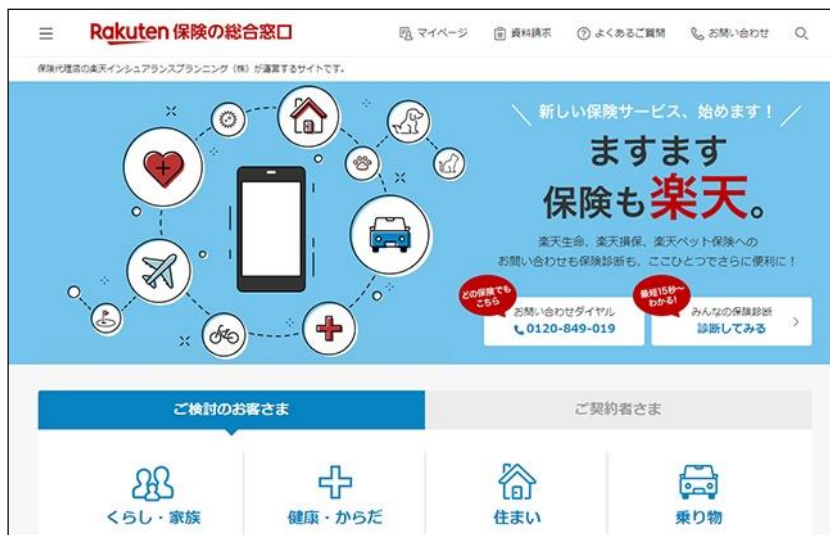 Rakuten 保険の総合窓口
マイページ
資料請求
よくあるご質問
お問い合わせ
保険代理店の楽天インシュアランスプランニング（株）が運営するサイトです。
新しい保険サービス、始めます！
ますます
保険も楽天。
楽天生命、楽天損保、楽天ペット保険への
お問い合わせも保険診断も、ここひとつでさらに便利に！
どの保険でも
こちら
お問い合わせダイヤル
0120-849-019
最短15秒～
わかる!
みんなの保険診断
診断してみる
ご検討のお客さま
ご契約者さま
くらし・家族
健康・からだ
住まい
乗り物